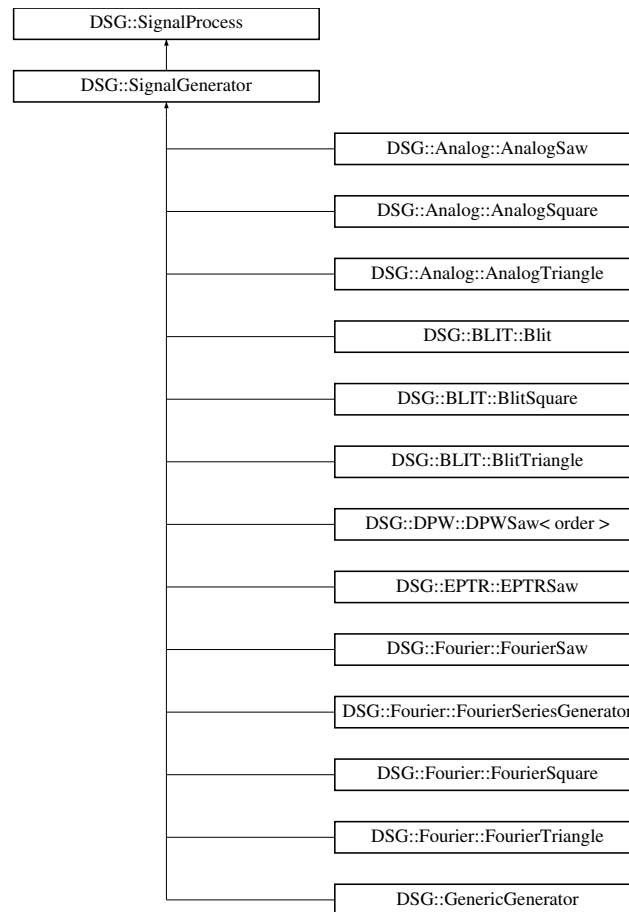 DSG::SignalProcess
DSG::SignalGenerator
DSG::Analog::AnalogSaw
DSG::Analog::AnalogSquare
DSG::Analog::AnalogTriangle
DSG::BLIT::Blit
DSG::BLIT::BlitSquare
DSG::BLIT::BlitTriangle
DSG::DPW::DPWSaw< order >
DSG::EPTR::EPTRSaw
DSG::Fourier::FourierSaw
DSG::Fourier::FourierSeriesGenerator
DSG::Fourier::FourierSquare
DSG::Fourier::FourierTriangle
DSG::GenericGenerator